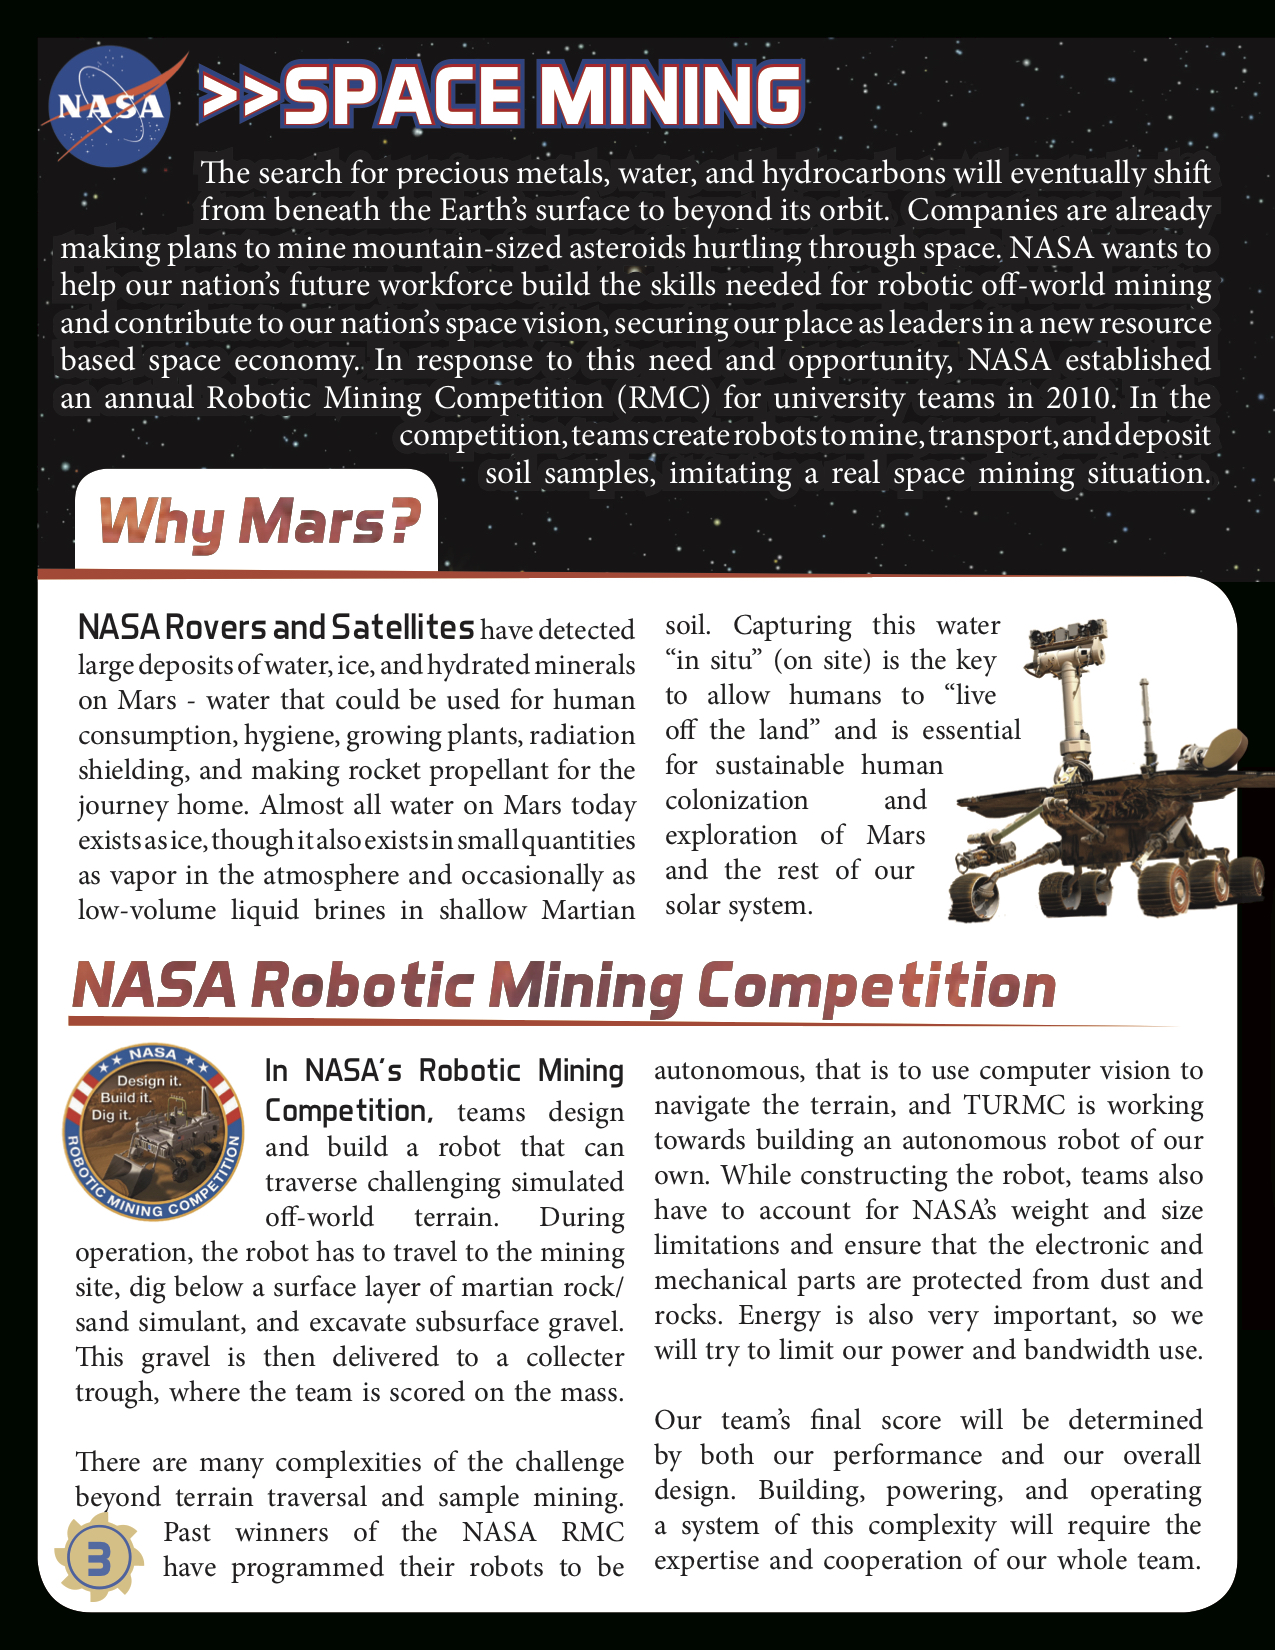 NASA
>>SPACE MINING
The search for precious metals, water, and hydrocarbons will eventually shift
from beneath the Earth's surface to beyond its orbit.  Companies are already
making plans to mine mountain-sized asteroids hurtling through space. NASA wants to
help our nation's future workforce build the skills needed for robotic off-world mining
and contribute to our nation's space vision, securing our place as leaders in a new resource
based space economy. In response to this need and opportunity, NASA established
an annual Robotic Mining Competition (RMC) for university teams in 2010. In the
competition, teams create robots to mine, transport, and deposit
soil samples, imitating a real space mining situation.
Why Mars?
NASA Rovers and Satellites have detected
large deposits of water, ice, and hydrated minerals
on Mars - water that could be used for human
consumption, hygiene, growing plants, radiation
shielding, and making rocket propellant for the
journey home. Almost all water on Mars today
exists as ice, though it also exists in small quantities
as vapor in the atmosphere and occasionally as
low-volume liquid brines in shallow Martian
soil. Capturing this water
“in situ” (on site) is the key
to allow humans to “live
off the land” and is essential
for sustainable human
colonization and
exploration of Mars
and the rest of our
solar system.
NASA Robotic Mining Competition
NASA
Design it.
Build it.
Dig it.
ROBOTIC MINING COMPETITION
In NASA's Robotic Mining
Competition, teams design
and build a robot that can
traverse challenging simulated
off-world terrain. During
operation, the robot has to travel to the mining
site, dig below a surface layer of martian rock/
sand simulant, and excavate subsurface gravel.
This gravel is then delivered to a collecter
trough, where the team is scored on the mass.
There are many complexities of the challenge
beyond terrain traversal and sample mining.
Past winners of the NASA RMC
have programmed their robots to be
autonomous, that is to use computer vision to
navigate the terrain, and TURMC is working
towards building an autonomous robot of our
own. While constructing the robot, teams also
have to account for NASA's weight and size
limitations and ensure that the electronic and
mechanical parts are protected from dust and
rocks. Energy is also very important, so we
will try to limit our power and bandwidth use.
Our team's final score will be determined
by both our performance and our overall
design. Building, powering, and operating
a system of this complexity will require the
expertise and cooperation of our whole team.
3